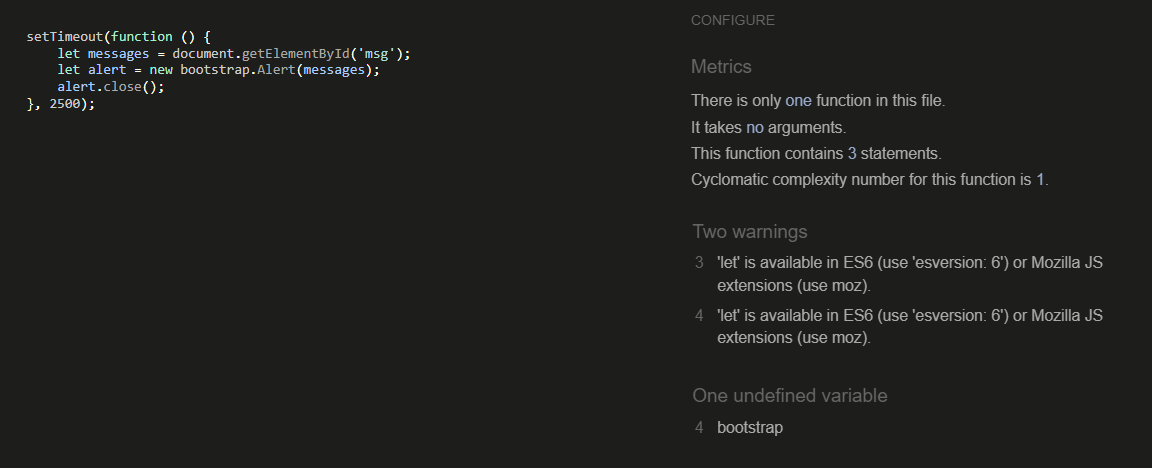 setTimeout(function () {
    let messages = document.getElementById('msg');
    let alert = new bootstrap.Alert(messages);
    alert.close();
}, 2500);
CONFIGURE
Metrics
There is only one function in this file.
It takes no arguments.
This function contains 3 statements.
Cyclomatic complexity number for this function is 1.
Two warnings
3 'let' is available in ES6 (use 'esversion: 6') or Mozilla JS
extensions (use moz).
4 'let' is available in ES6 (use 'esversion: 6') or Mozilla JS
extensions (use moz).
One undefined variable
4 bootstrap